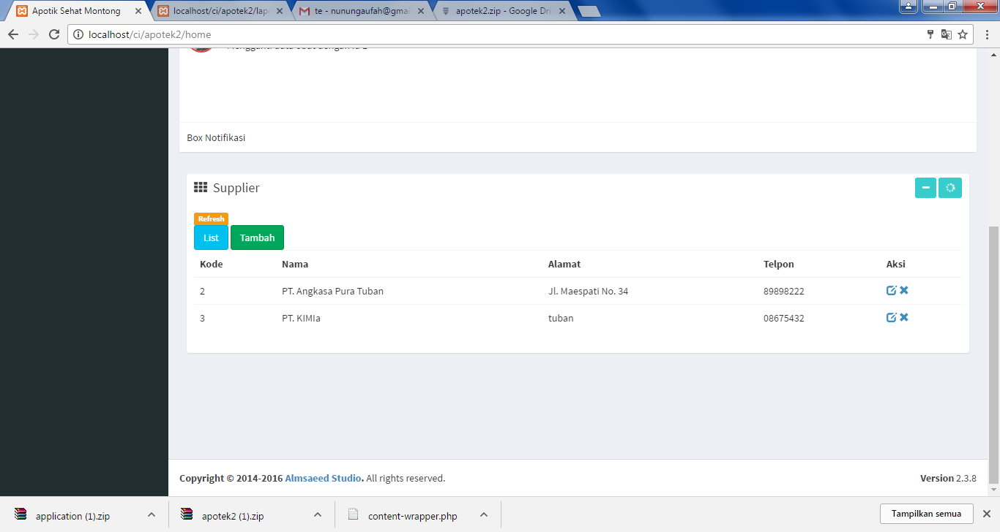 Apotik Sehat Montong
localhost/ci/apotek2/lap
te - nunungaufah@gmai
apotek2.zip - Google Dri
localhost/ci/apotek2/home
Box Notifikasi
Supplier
Refresh
List Tambah
Kode Nama Alamat Telpon Aksi
2 PT. Angkasa Pura Tuban Jl. Maespati No. 34 89898222
3 PT. KIMIa tuban 08675432
Copyright © 2014-2016 Almsaeed Studio. All rights reserved. Version 2.3.8
application (1).zip apotek2 (1).zip content-wrapper.php Tampilkan semua